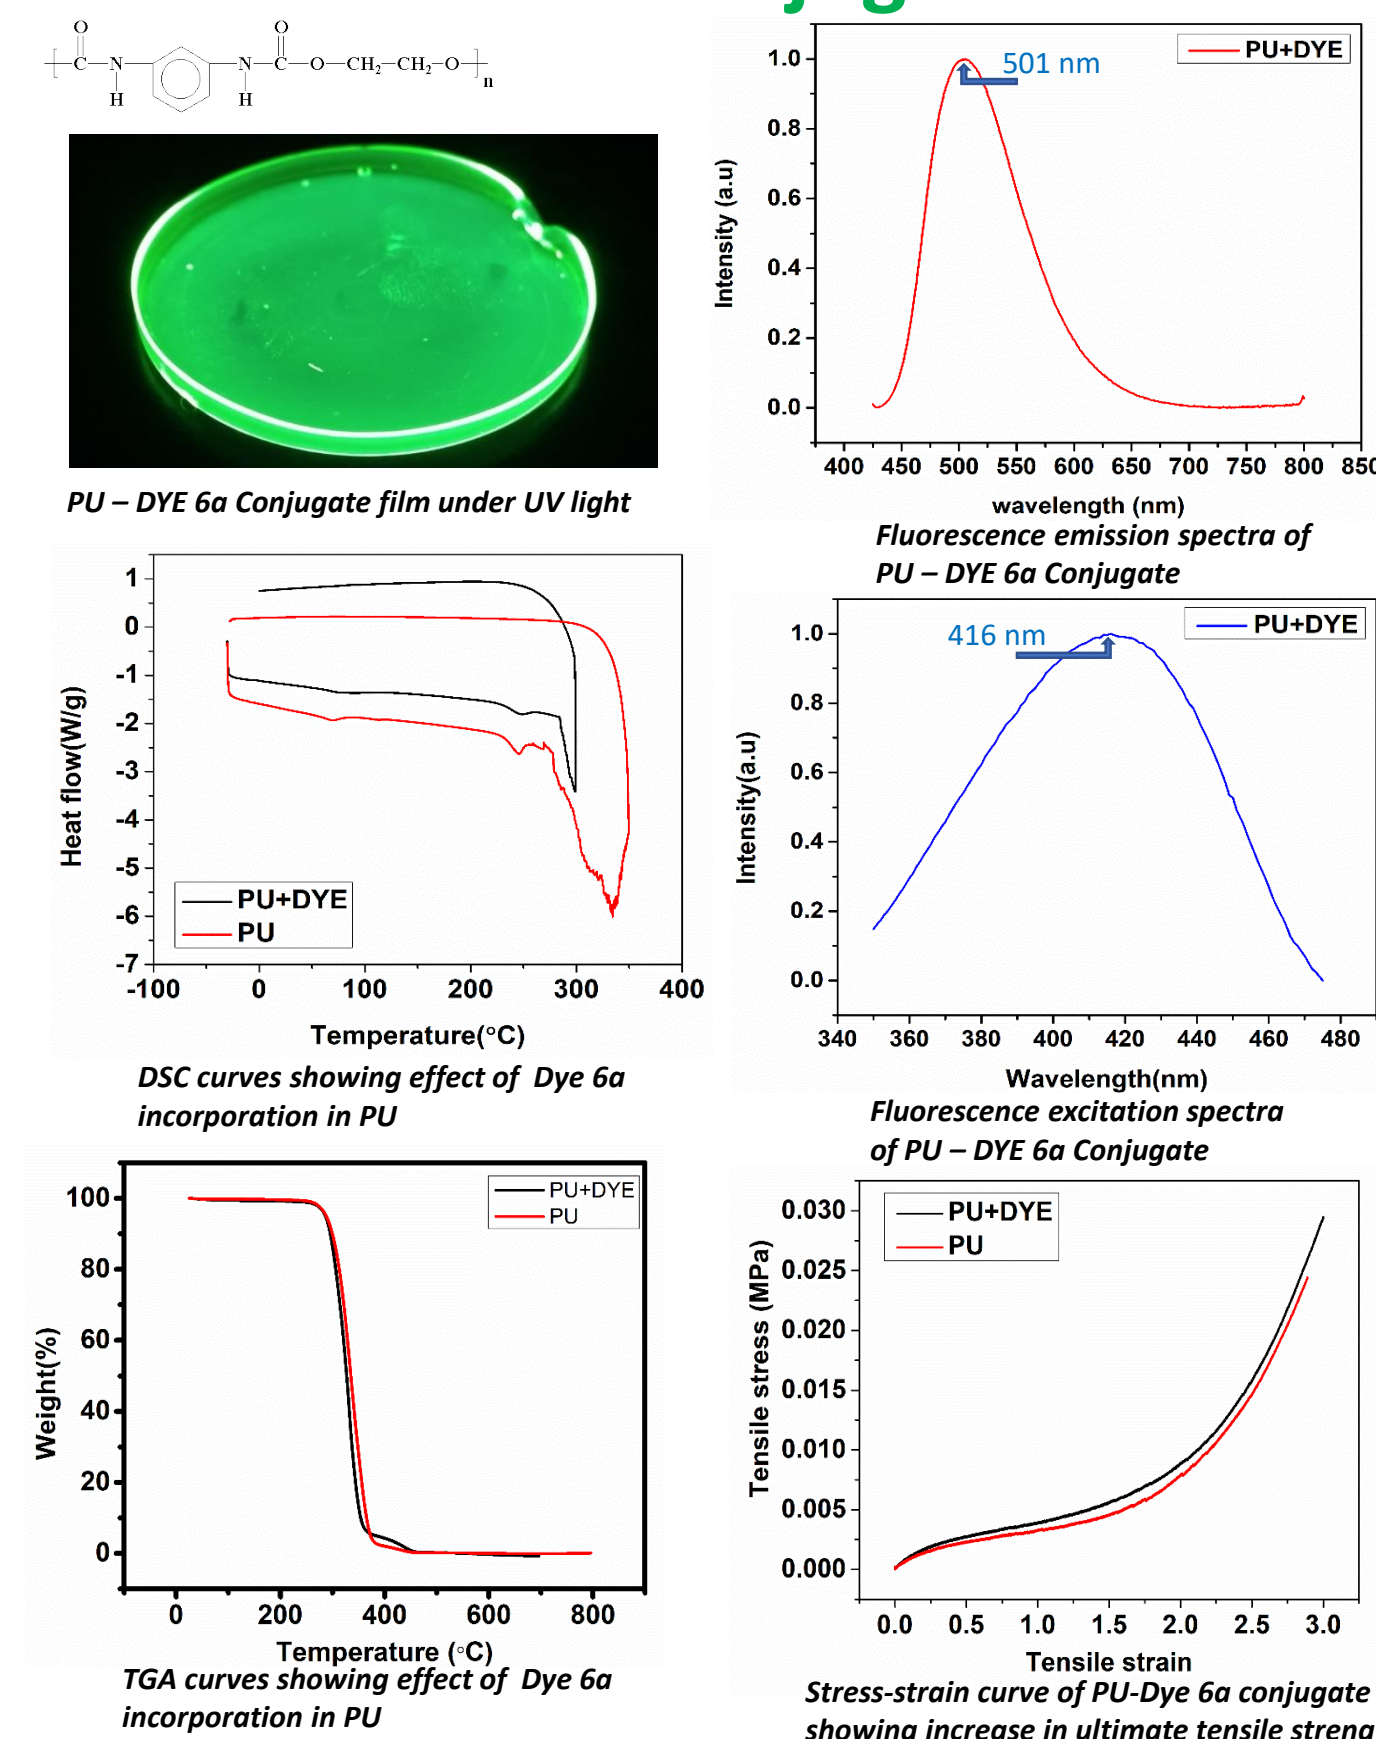 O
O
C
N
N
C
O
CH2
CH2
O
n
H
H
PU – DYE 6a Conjugate film under UV light
PU+DYE
501 nm
1.0
0.8
0.6
0.4
0.2
0.0
Intensity (a.u)
400 450 500 550 600 650 700 750 800 850
wavelength (nm)
Fluorescence emission spectra of
PU – DYE 6a Conjugate
1
0
-1
-2
-3
-4
-5
-6
-7
Heat flow(W/g)
PU+DYE
PU
-100 0 100 200 300 400
Temperature(°C)
DSC curves showing effect of Dye 6a
incorporation in PU
PU+DYE
416 nm
1.0
0.8
0.6
0.4
0.2
0.0
Intensity(a.u)
340 360 380 400 420 440 460 480
Wavelength(nm)
Fluorescence excitation spectra
of PU – DYE 6a Conjugate
PU+DYE
PU
100
80
60
40
20
0
Weight(%)
0 200 400 600 800
Temperature (°C)
TGA curves showing effect of Dye 6a
incorporation in PU
PU+DYE
PU
0.030
0.025
0.020
0.015
0.010
0.005
0.000
Tensile stress (MPa)
0.0 0.5 1.0 1.5 2.0 2.5 3.0
Tensile strain
Stress-strain curve of PU-Dye 6a conjugate
showing increase in ultimate tensile